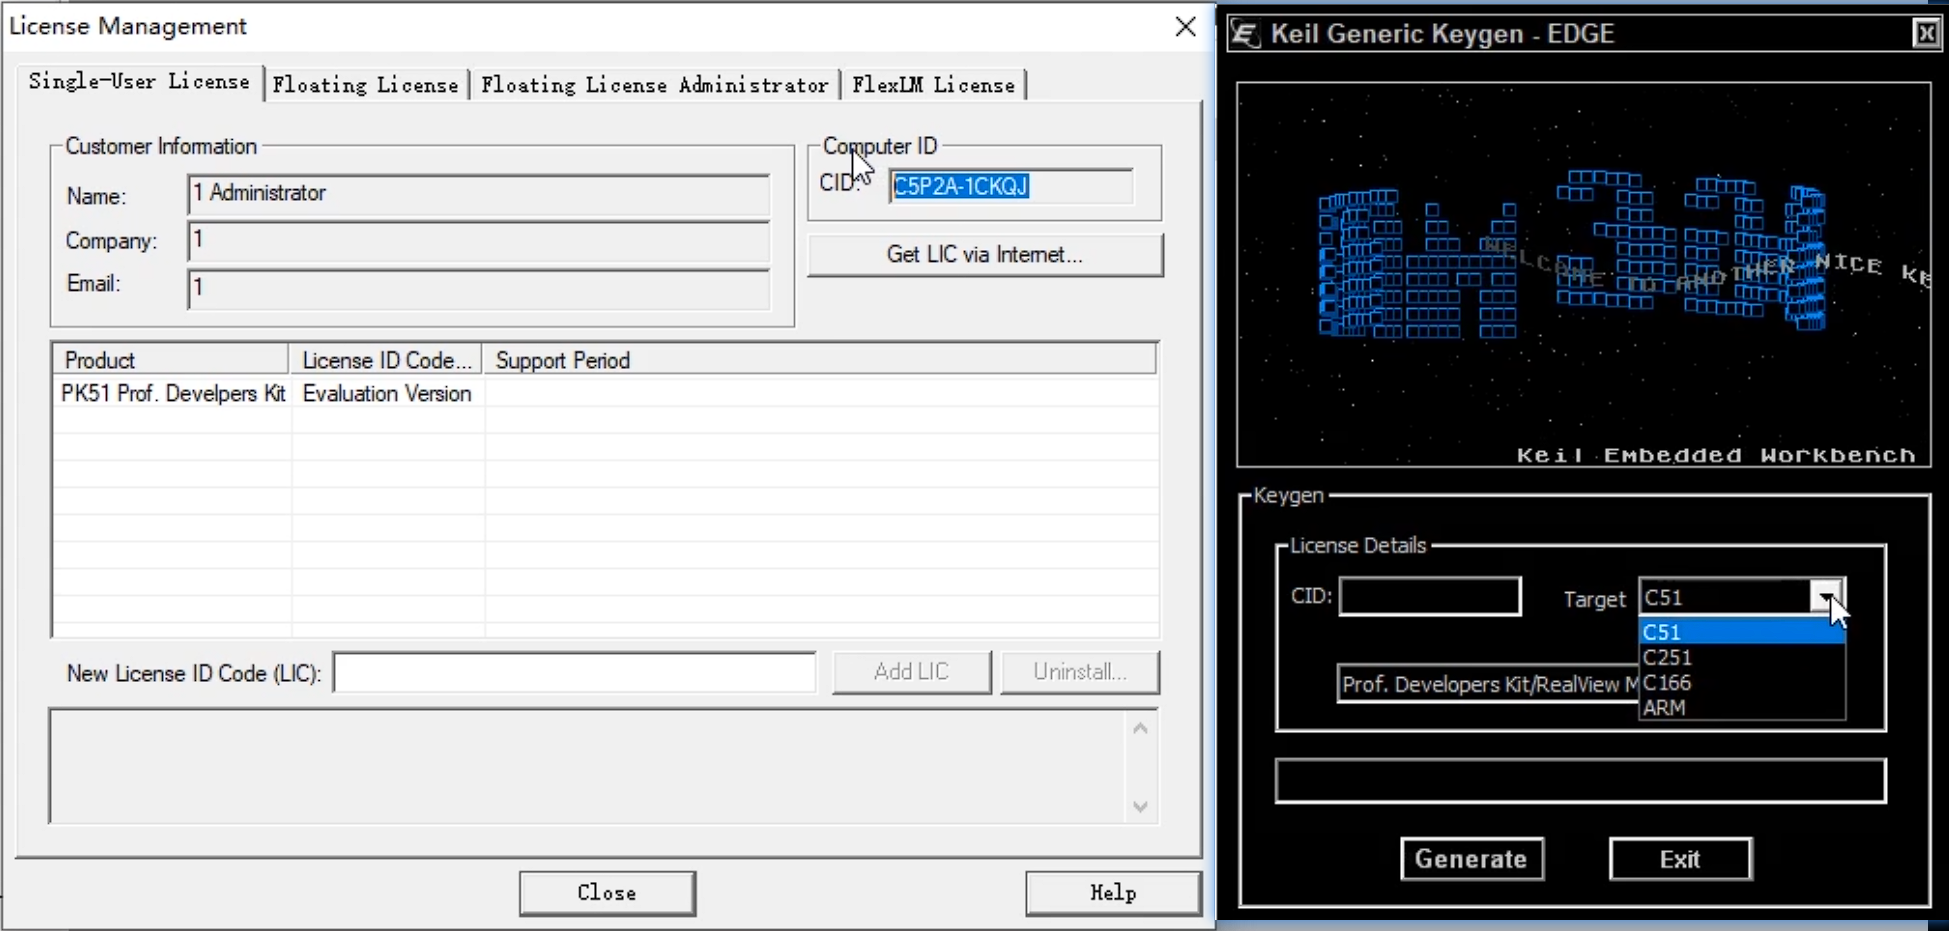 License Management
Single-User License
Floating License
Floating License Administrator
FlexLM License
Customer Information
Name:
1 Administrator
Company:
1
Email:
1
Computer ID
CID:
C5P2A-1CKQJ
Get LIC via Internet...
Product
License ID Code...
Support Period
PK51 Prof. Develpers Kit
Evaluation Version
New License ID Code (LIC):
Add LIC
Uninstall...
Close
Help
Keil Generic Keygen - EDGE
WELCOME TO ANOTHER NICE KE
Keil Embedded Workbench
Keygen
License Details
CID:
Target
C51
C51
C251
C166
ARM
Prof. Developers Kit/RealView M
Generate
Exit